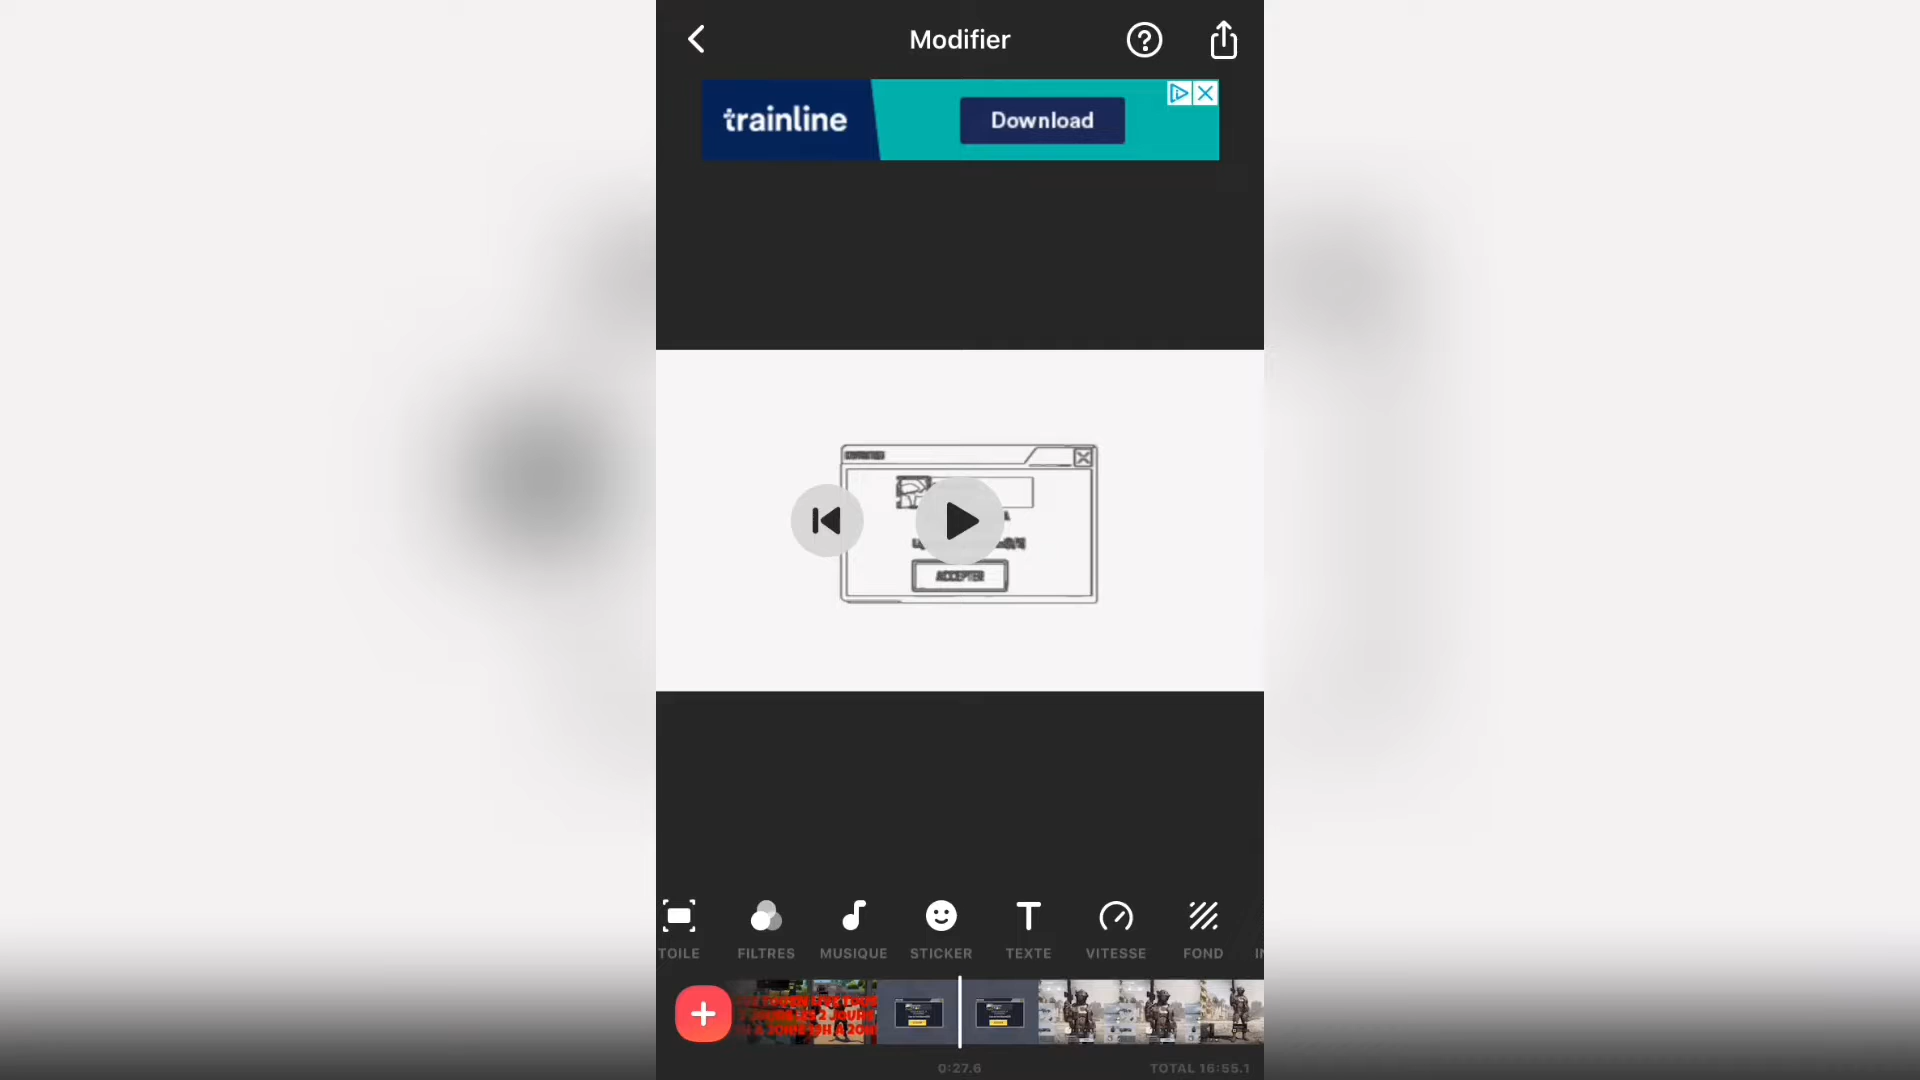 Modifier
trainline
Download
ACCEPTER
TOILE
FILTRES
MUSIQUE
STICKER
TEXTE
VITESSE
FOND
0:27.6
TOTAL 16:55.1